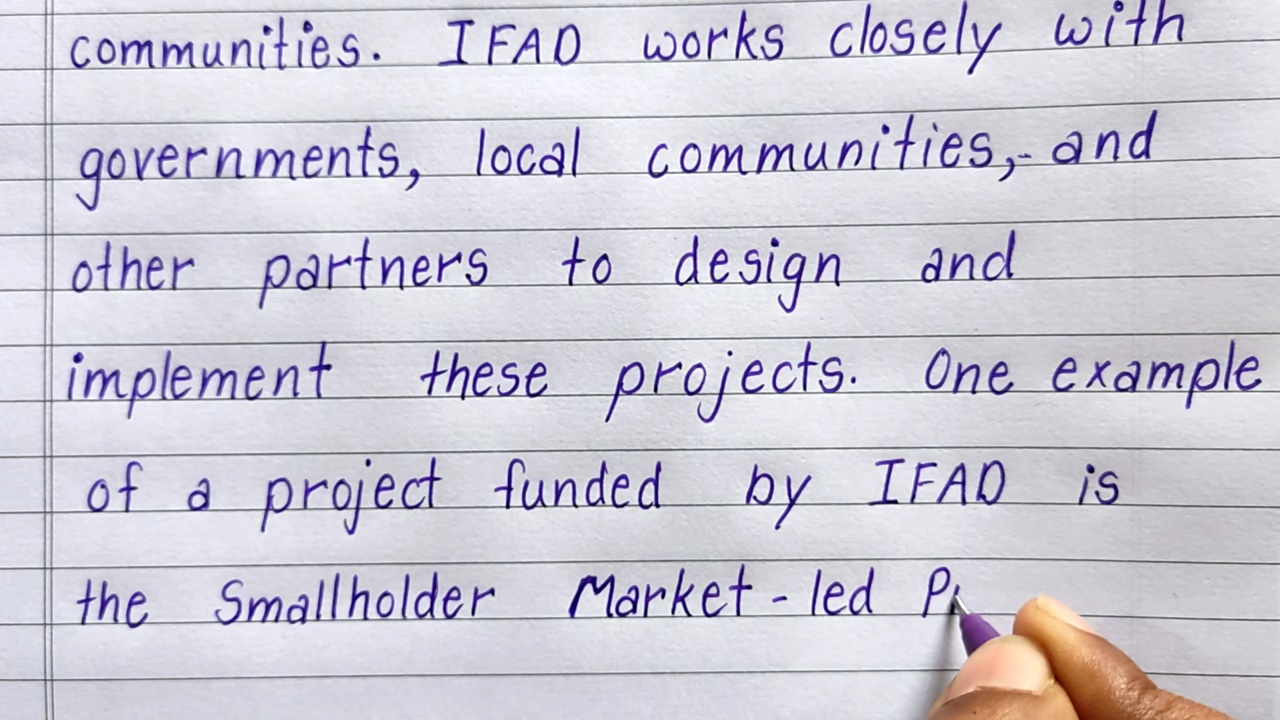 communities. IFAD works closely with
governments, local communities,- and
other partners to design and
implement these projects. One example
of a project funded by IFAD is
the Smallholder Market-led